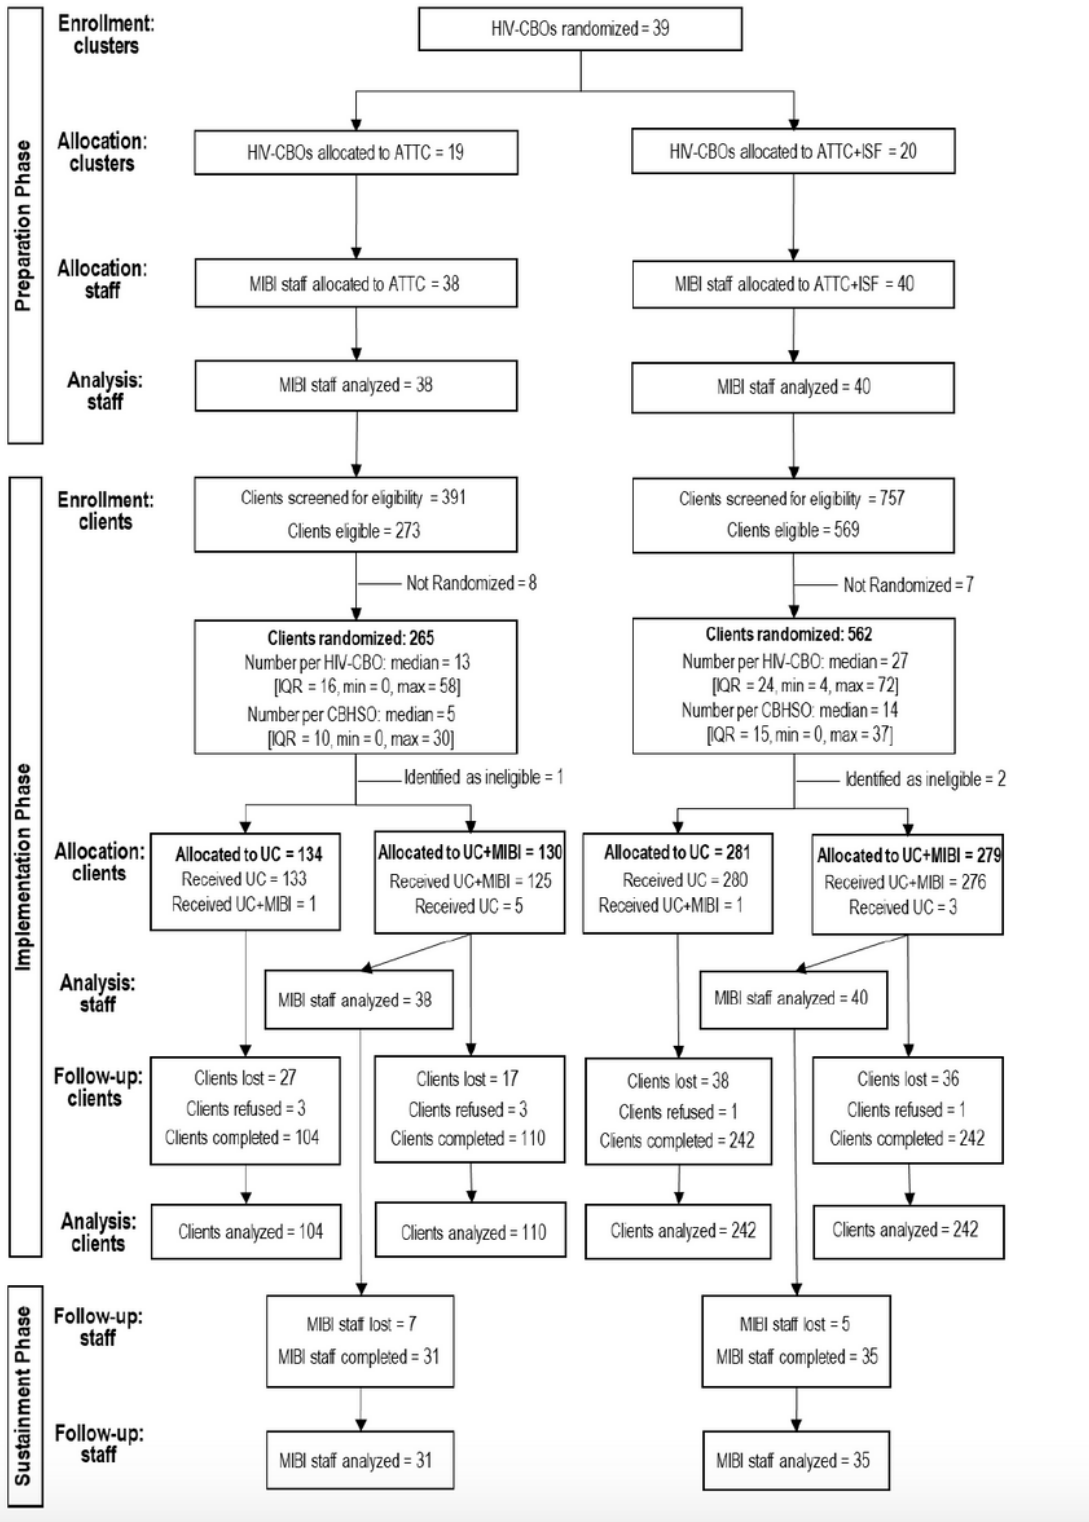 Preparation Phase
Enrollment:
clusters
HIV-CBOs randomized = 39
Allocation:
clusters
HIV-CBOs allocated to ATTC = 19
HIV-CBOs allocated to ATTC+ISF = 20
Allocation:
staff
MIBI staff allocated to ATTC = 38
MIBI staff allocated to ATTC+ISF = 40
Analysis:
staff
MIBI staff analyzed = 38
MIBI staff analyzed = 40
Implementation Phase
Enrollment:
clients
Clients screened for eligibility = 391
Clients eligible = 273
Clients screened for eligibility = 757
Clients eligible = 569
Not Randomized = 8
Not Randomized = 7
Clients randomized: 265
Number per HIV-CBO: median = 13
[IQR = 16, min = 0, max = 58]
Number per CBHSO: median = 5
[IQR = 10, min = 0, max = 30]
Clients randomized: 562
Number per HIV-CBO: median = 27
[IQR = 24, min = 4, max = 72]
Number per CBHSO: median = 14
[IQR = 15, min = 0, max = 37]
Identified as ineligible = 1
Identified as ineligible = 2
Allocation:
clients
Allocated to UC = 134
Received UC = 133
Received UC+MIBI = 1
Allocated to UC+MIBI = 130
Received UC+MIBI = 125
Received UC = 5
Allocated to UC = 281
Received UC = 280
Received UC+MIBI = 1
Allocated to UC+MIBI = 279
Received UC+MIBI = 276
Received UC = 3
Analysis:
staff
MIBI staff analyzed = 38
MIBI staff analyzed = 40
Follow-up:
clients
Clients lost = 27
Clients refused = 3
Clients completed = 104
Clients lost = 17
Clients refused = 3
Clients completed = 110
Clients lost = 38
Clients refused = 1
Clients completed = 242
Clients lost = 36
Clients refused = 1
Clients completed = 242
Analysis:
clients
Clients analyzed = 104
Clients analyzed = 110
Clients analyzed = 242
Clients analyzed = 242
Sustainment Phase
Follow-up:
staff
MIBI staff lost = 7
MIBI staff completed = 31
MIBI staff lost = 5
MIBI staff completed = 35
Follow-up:
staff
MIBI staff analyzed = 31
MIBI staff analyzed = 35